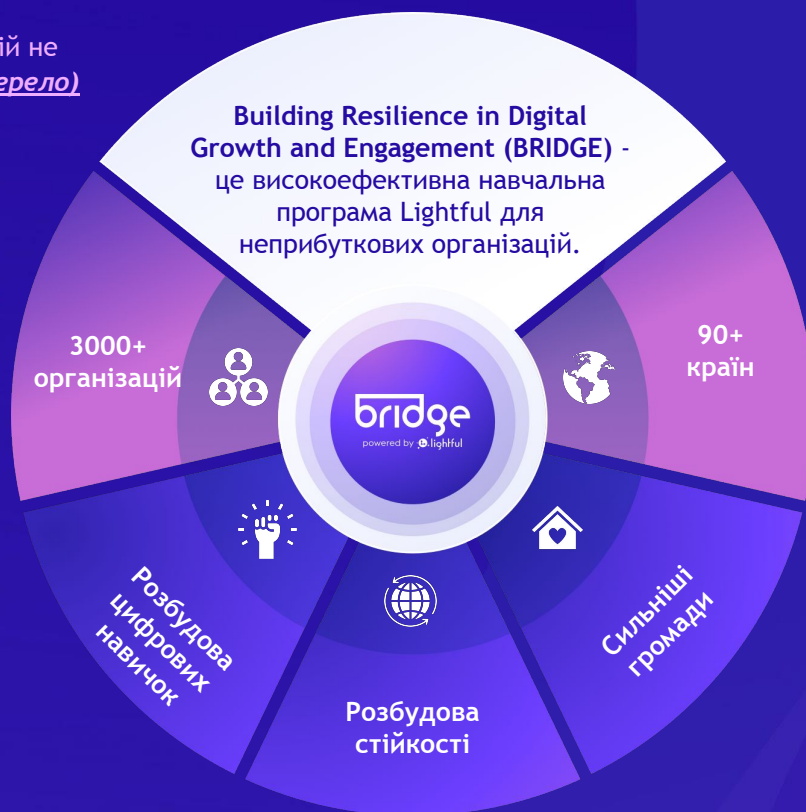 ій не
ерело)
Building Resilience in Digital
Growth and Engagement (BRIDGE) -
це високоефективна навчальна
програма Lightful для
неприбуткових організацій.
3000+
організацій
90+
країн
bridge
powered by lightful
Розбудова
цифрових
навичок
Розбудова
стійкості
Сильніші
громади